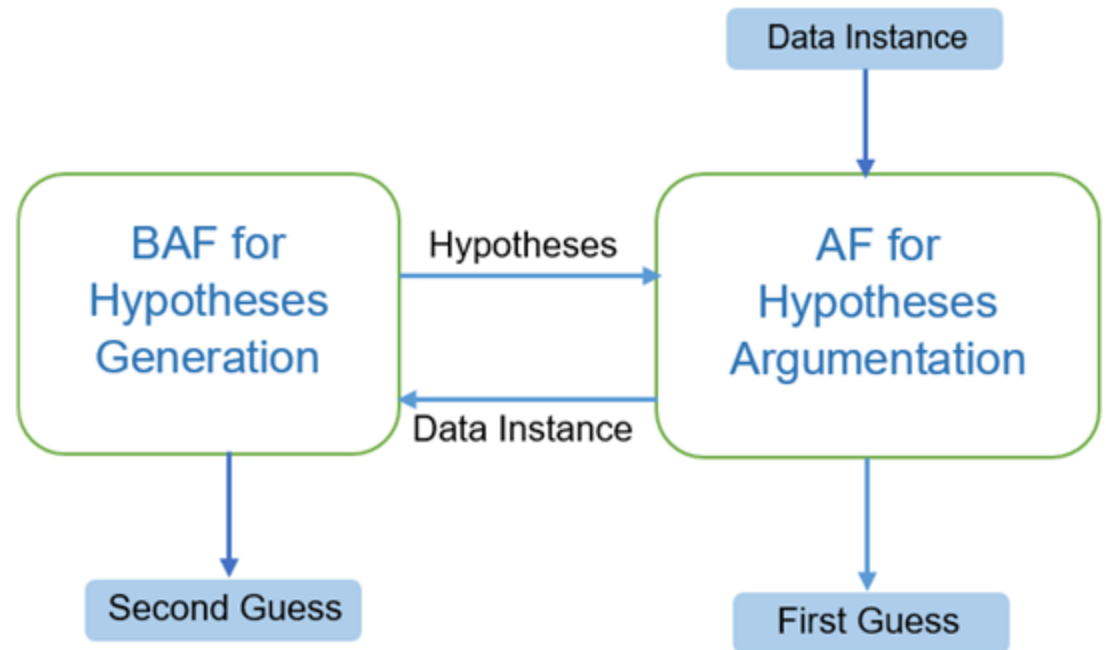 Data Instance
BAF for
Hypotheses
Generation
Hypotheses
Data Instance
AF for
Hypotheses
Argumentation
Second Guess
First Guess